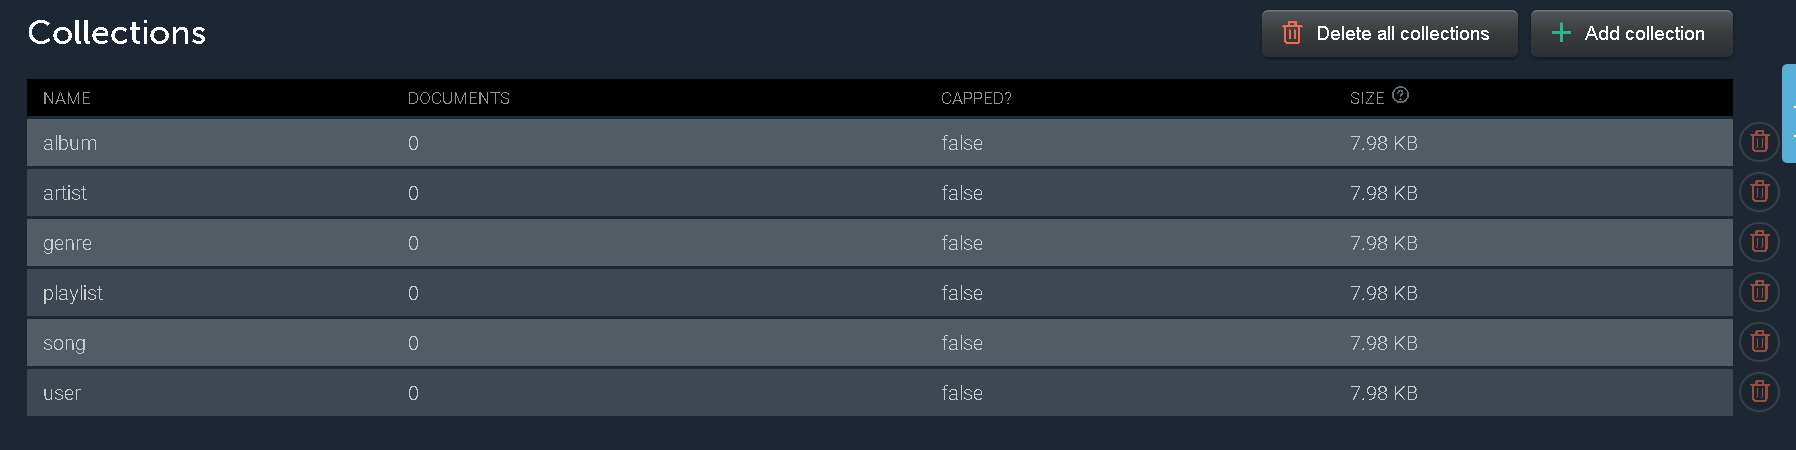 Collections
Delete all collections
Add collection
NAME DOCUMENTS CAPPED? SIZE ?
album 0 false 7.98 KB
artist 0 false 7.98 KB
genre 0 false 7.98 KB
playlist 0 false 7.98 KB
song 0 false 7.98 KB
user 0 false 7.98 KB